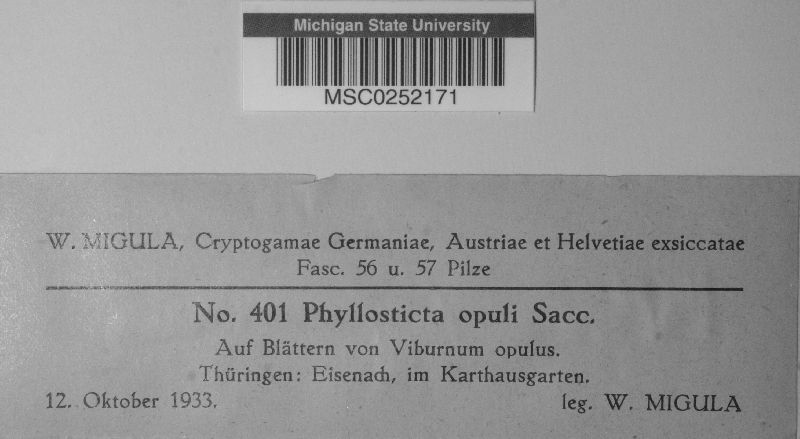 Michigan State University
MSC0252171
W. MIGULA, Cryptogamae Germaniae, Austriae et Helvetiae exsiccatae
Fasc. 56 u. 57 Pilze
No. 401 Phyllosticta opuli Sacc.
Auf Blättern von Viburnum opulus.
Thüringen: Eisenach, im Karthausgarten.
12. Oktober 1933. leg. W. MIGULA